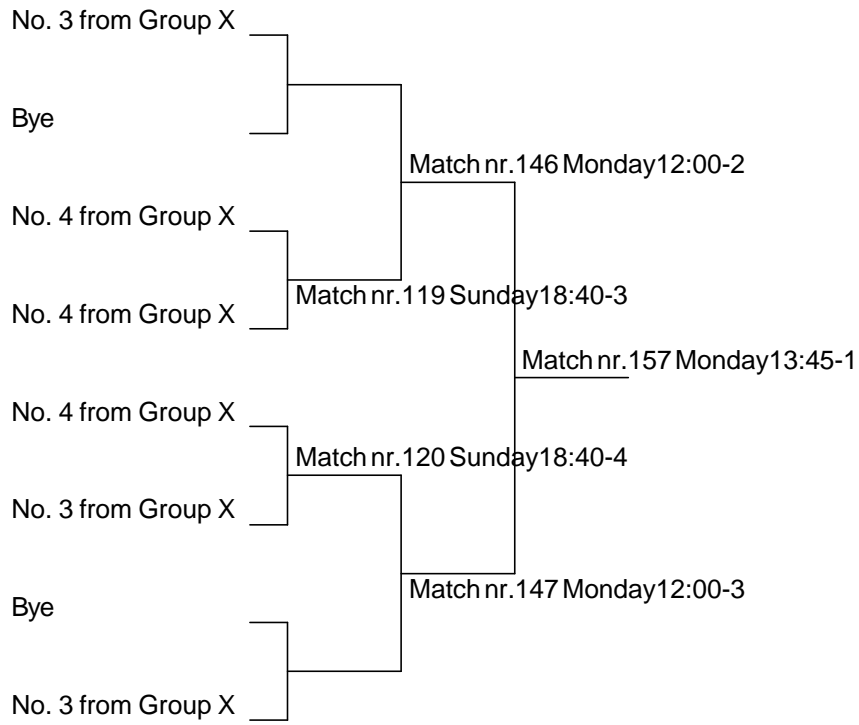 No. 3 from Group X
Bye
Match nr.146 Monday12:00-2
No. 4 from Group X
Match nr.119 Sunday18:40-3
No. 4 from Group X
Match nr.157 Monday13:45-1
No. 4 from Group X
Match nr.120 Sunday18:40-4
No. 3 from Group X
Match nr.147 Monday12:00-3
Bye
No. 3 from Group X